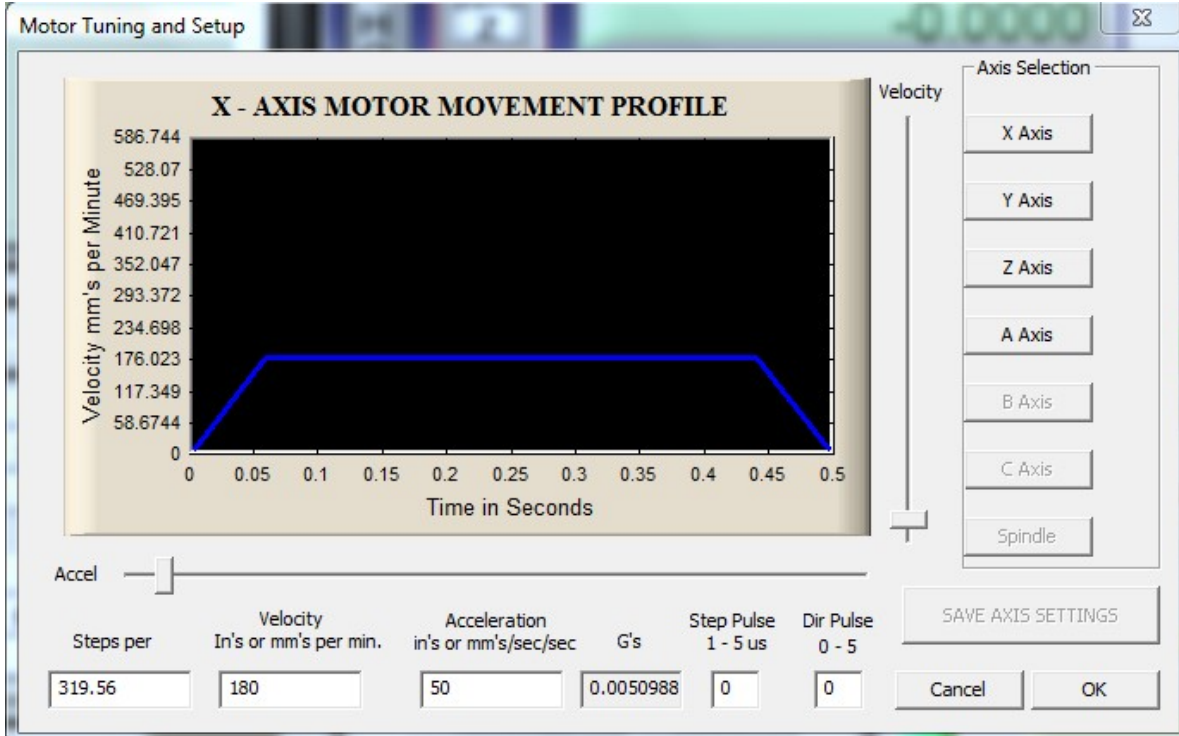 Motor Tuning and Setup
-0.0000
Z
X - AXIS MOTOR MOVEMENT PROFILE
Velocity mm's per Minute
586.744
528.07
469.395
410.721
352.047
293.372
234.698
176.023
117.349
58.6744
0
0 0.05 0.1 0.15 0.2 0.25 0.3 0.35 0.4 0.45 0.5
Time in Seconds
Velocity
Axis Selection
X Axis
Y Axis
Z Axis
A Axis
B Axis
C Axis
Spindle
Accel
Steps per
319.56
Velocity
In's or mm's per min.
180
Acceleration
in's or mm's/sec/sec
50
G's
0.0050988
Step Pulse
1 - 5 us
0
Dir Pulse
0 - 5
0
SAVE AXIS SETTINGS
Cancel
OK